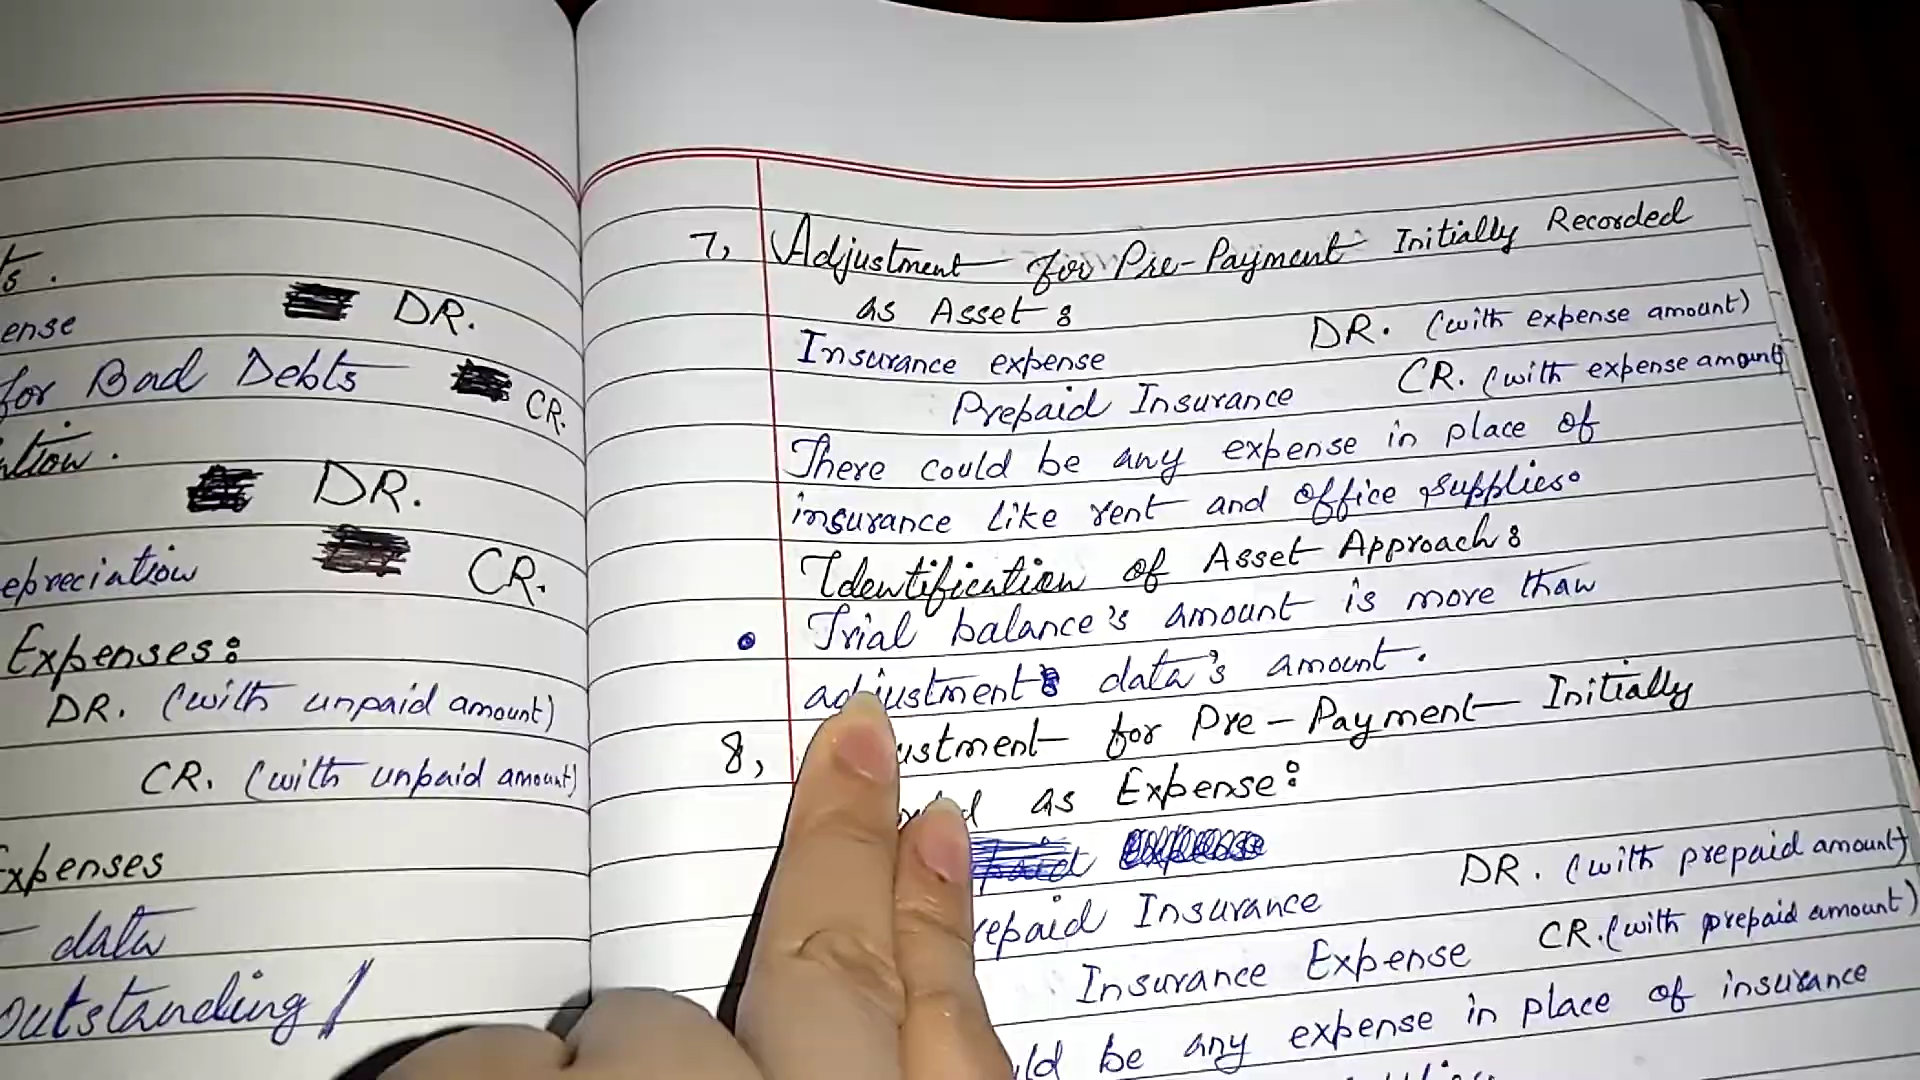 ts.
ense DR.
for Bad Debts CR.
DR.
epreciation CR.
Expenses:
DR. (with unpaid amount)
CR. (with unpaid amount)
Expenses
data
outstanding /
7, Adjustment for Pre-Payment Initially Recorded
as Asset :
Insurance expense DR. (with expense amount)
Prepaid Insurance CR. (with expense amount)
There could be any expense in place of
insurance like rent and office supplies.
Identification of Asset Approach :
• Trial balance's amount is more than
adjustment data's amount.
8, ustment for Pre-Payment Initially
as Expense:
repaid Insurance DR. (with prepaid amount)
Insurance Expense CR. (with prepaid amount)
uld be any expense in place of insurance